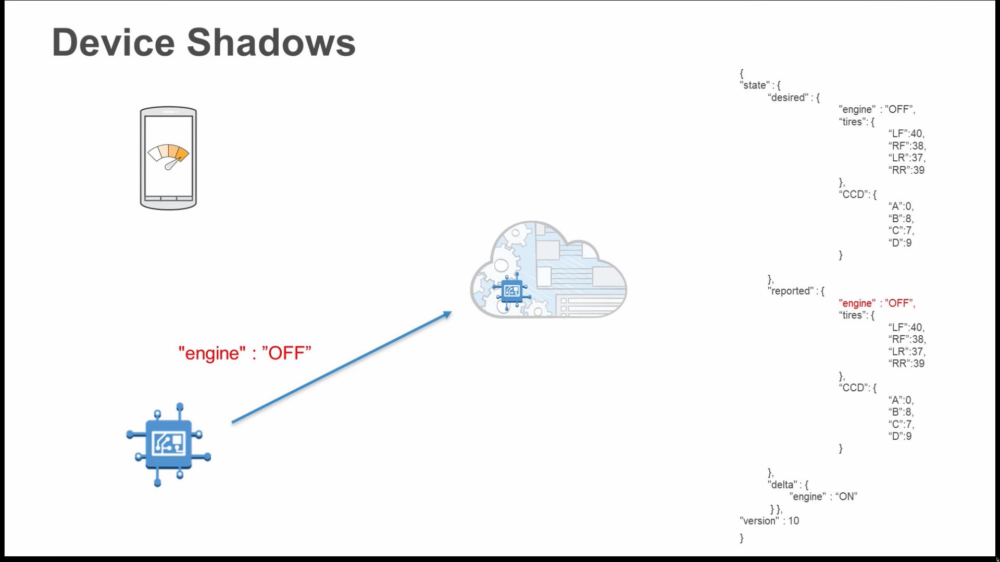 Device Shadows
{
"state" : {
“desired" : {
"engine" : ”OFF”,
“tires”: {
“LF”:40,
“RF”:38,
“LR”:37,
“RR”:39
},
“CCD”: {
“A”:0,
“B”:8,
“C”:7,
“D”:9
}
},
"reported" : {
"engine" : ”OFF”,
“tires”: {
“LF”:40,
“RF”:38,
“LR”:37,
“RR”:39
},
“CCD”: {
“A”:0,
“B”:8,
“C”:7,
“D”:9
}
},
"delta" : {
”engine" : “ON”
} },
"version" : 10
}
"engine" : ”OFF”